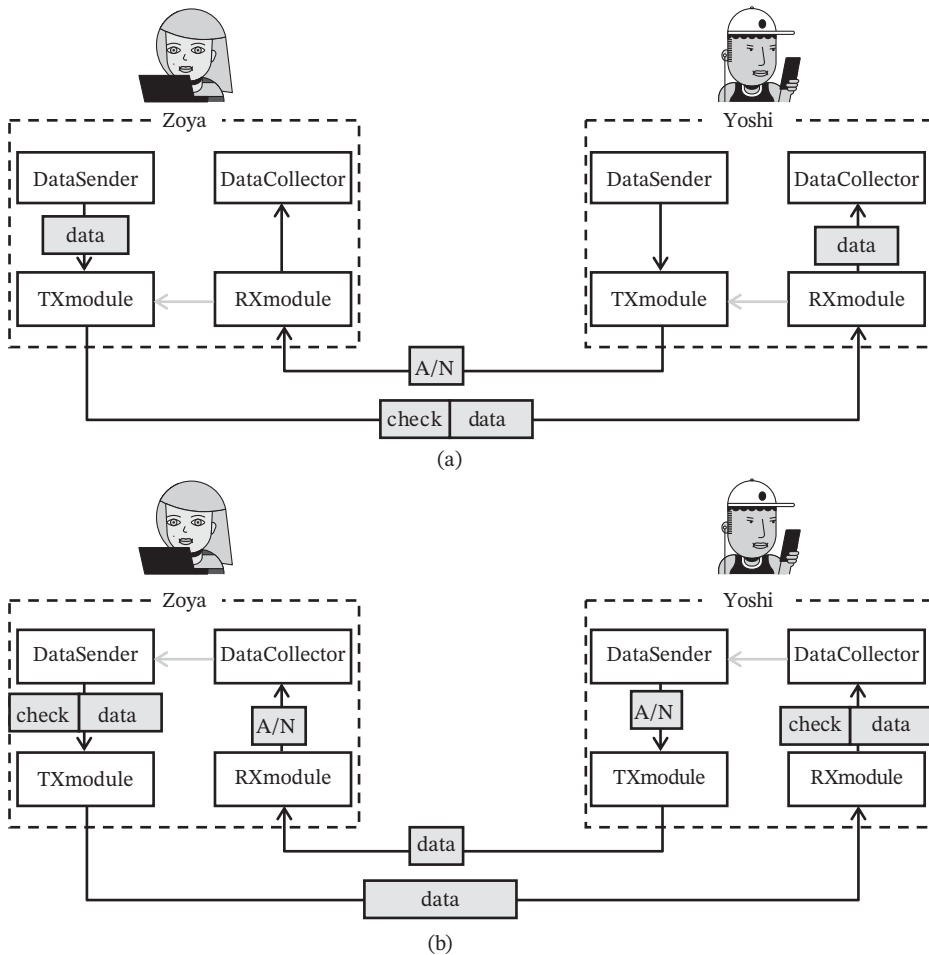 Zoya
Yoshi
DataSender
DataCollector
DataSender
DataCollector
data
data
TXmodule
RXmodule
TXmodule
RXmodule
A/N
check
data
(a)
Zoya
Yoshi
DataSender
DataCollector
DataSender
DataCollector
check
data
A/N
A/N
check
data
TXmodule
RXmodule
TXmodule
RXmodule
data
data
(b)